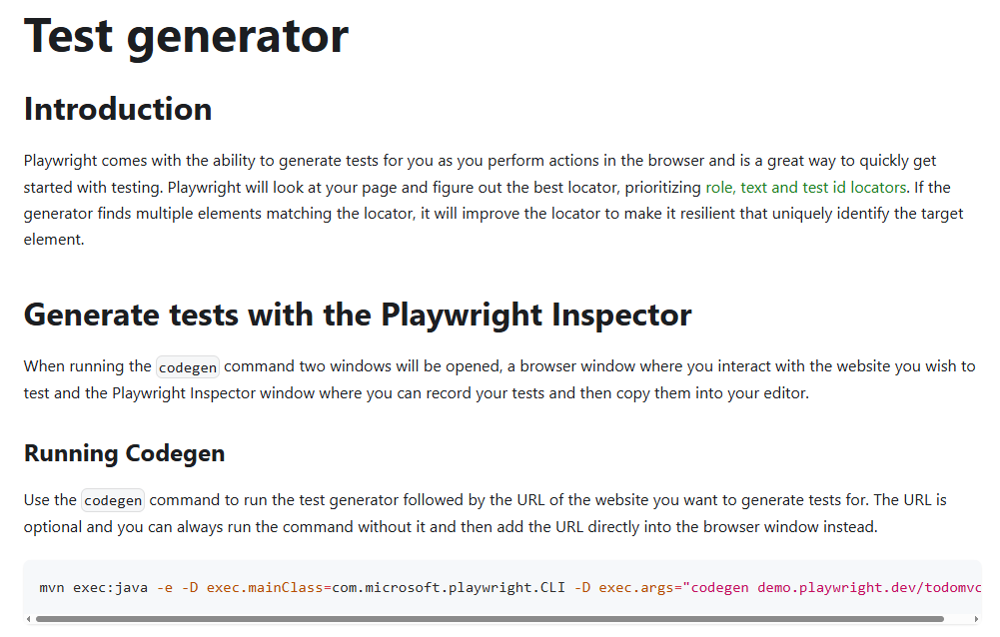 Test generator
Introduction
Playwright comes with the ability to generate tests for you as you perform actions in the browser and is a great way to quickly get
started with testing. Playwright will look at your page and figure out the best locator, prioritizing role, text and test id locators. If the
generator finds multiple elements matching the locator, it will improve the locator to make it resilient that uniquely identify the target
element.
Generate tests with the Playwright Inspector
When running the codegen command two windows will be opened, a browser window where you interact with the website you wish to
test and the Playwright Inspector window where you can record your tests and then copy them into your editor.
Running Codegen
Use the codegen command to run the test generator followed by the URL of the website you want to generate tests for. The URL is
optional and you can always run the command without it and then add the URL directly into the browser window instead.
mvn exec:java -e -D exec.mainClass=com.microsoft.playwright.CLI -D exec.args="codegen demo.playwright.dev/todomvc